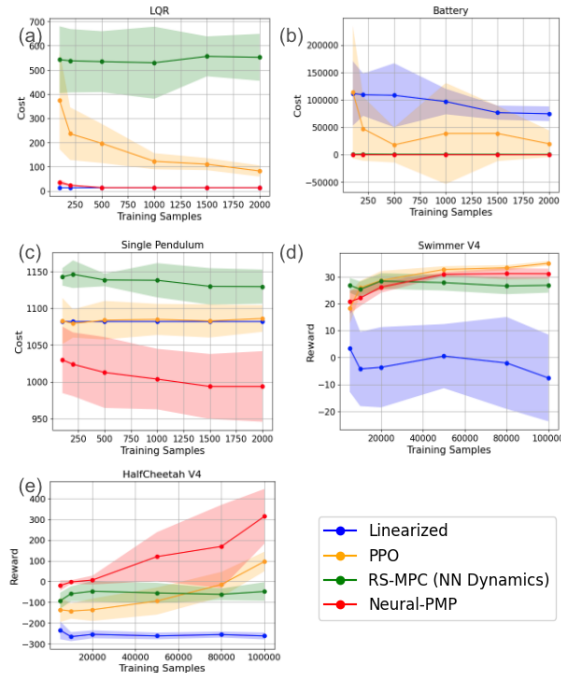 (a)
LQR
700
600
500
400
300
200
100
0
Cost
250 500 750 1000 1250 1500 1750 2000
Training Samples
(b)
Battery
200000
150000
100000
50000
0
−50000
Cost
250 500 750 1000 1250 1500 1750 2000
Training Samples
(c)
Single Pendulum
1150
1100
1050
1000
950
Cost
250 500 750 1000 1250 1500 1750 2000
Training Samples
(d)
Swimmer V4
30
20
10
0
−10
−20
Reward
20000 40000 60000 80000 100000
Training Samples
(e)
HalfCheetah V4
400
300
200
100
0
−100
−200
−300
Reward
20000 40000 60000 80000 100000
Training Samples
Linearized
PPO
RS-MPC (NN Dynamics)
Neural-PMP